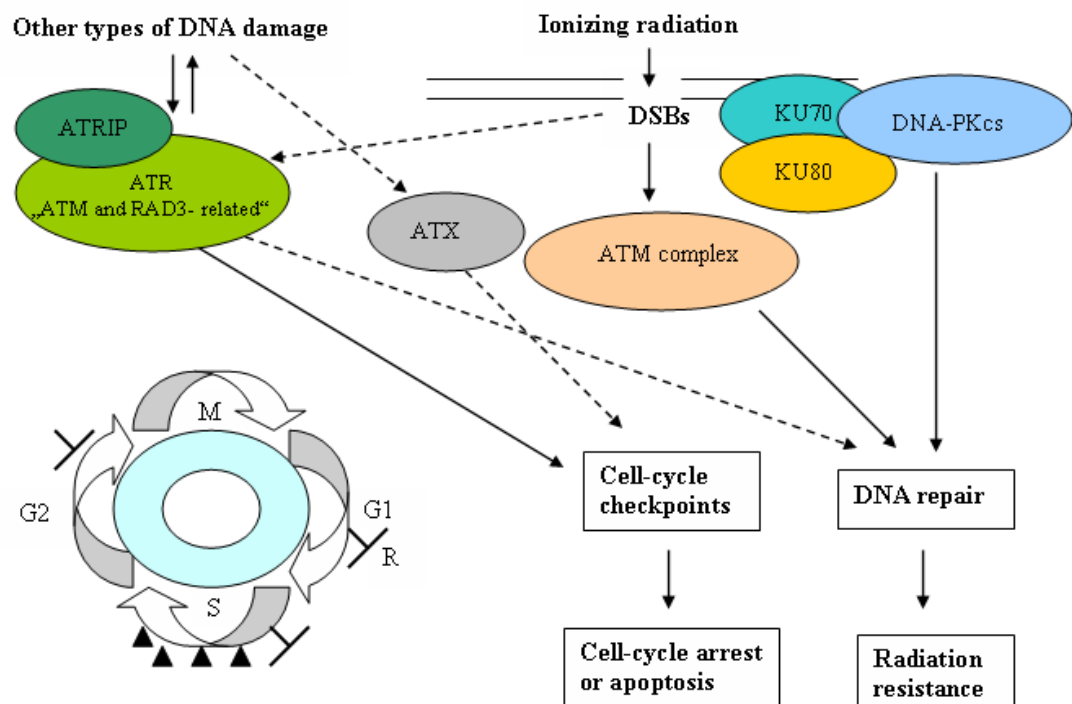 Other types of DNA damage
Ionizing radiation
ATRIP
DSBs
KU70
DNA-PKcs
ATR
„ATM and RAD3- related“
KU80
ATX
ATM complex
M
G2
G1
R
S
Cell-cycle
checkpoints
DNA repair
Cell-cycle arrest
or apoptosis
Radiation
resistance